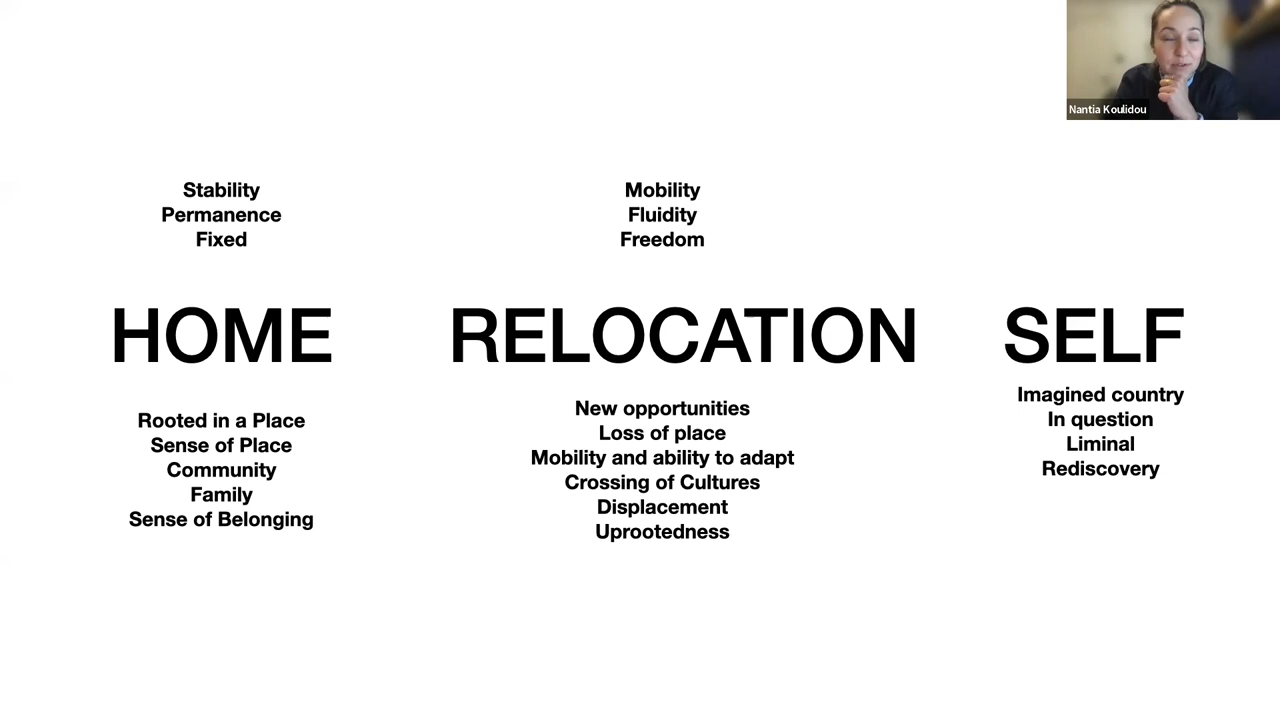 Nantia Koulidou
Stability
Permanence
Fixed
HOME
Rooted in a Place
Sense of Place
Community
Family
Sense of Belonging
Mobility
Fluidity
Freedom
RELOCATION
New opportunities
Loss of place
Mobility and ability to adapt
Crossing of Cultures
Displacement
Uprootedness
SELF
Imagined country
In question
Liminal
Rediscovery